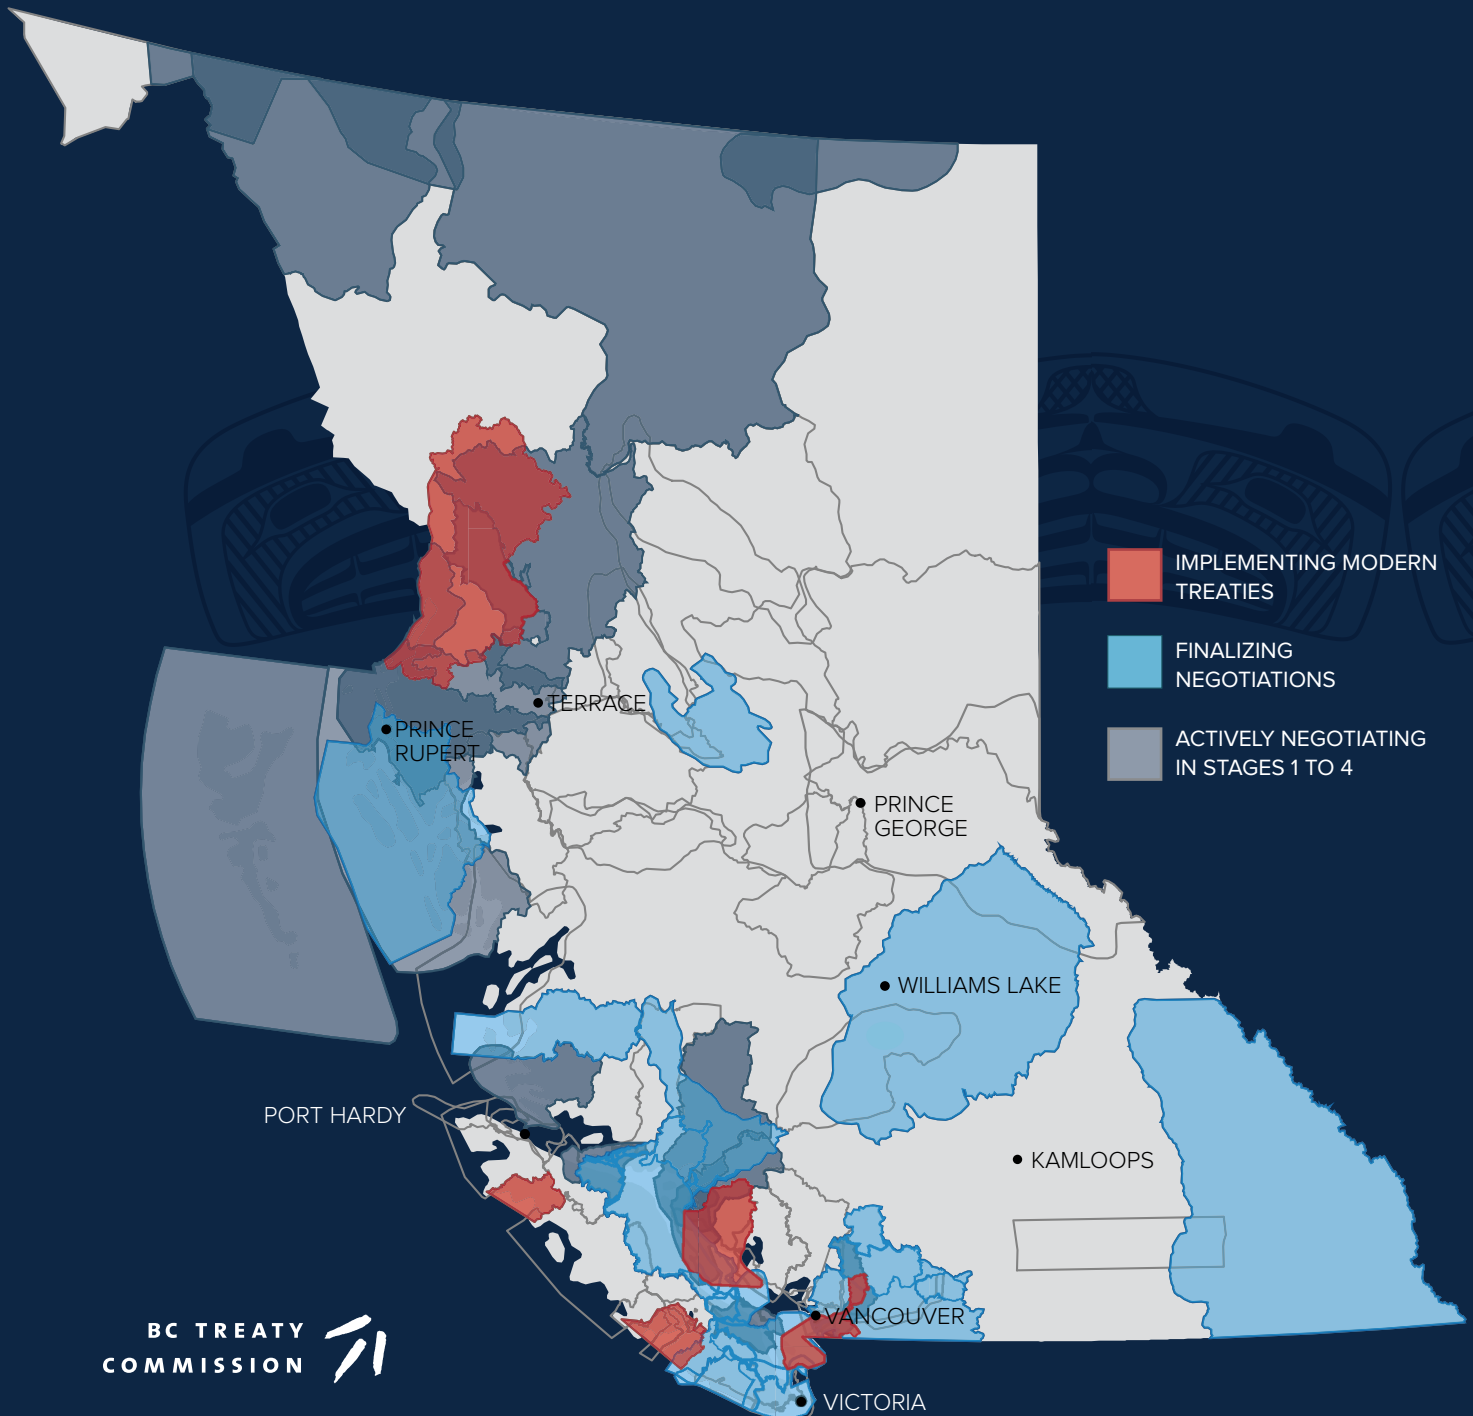 IMPLEMENTING MODERN
TREATIES
FINALIZING
NEGOTIATIONS
ACTIVELY NEGOTIATING
IN STAGES 1 TO 4
TERRACE
PRINCE
RUPERT
PRINCE
GEORGE
WILLIAMS LAKE
PORT HARDY
KAMLOOPS
VANCOUVER
VICTORIA
BC TREATY
COMMISSION